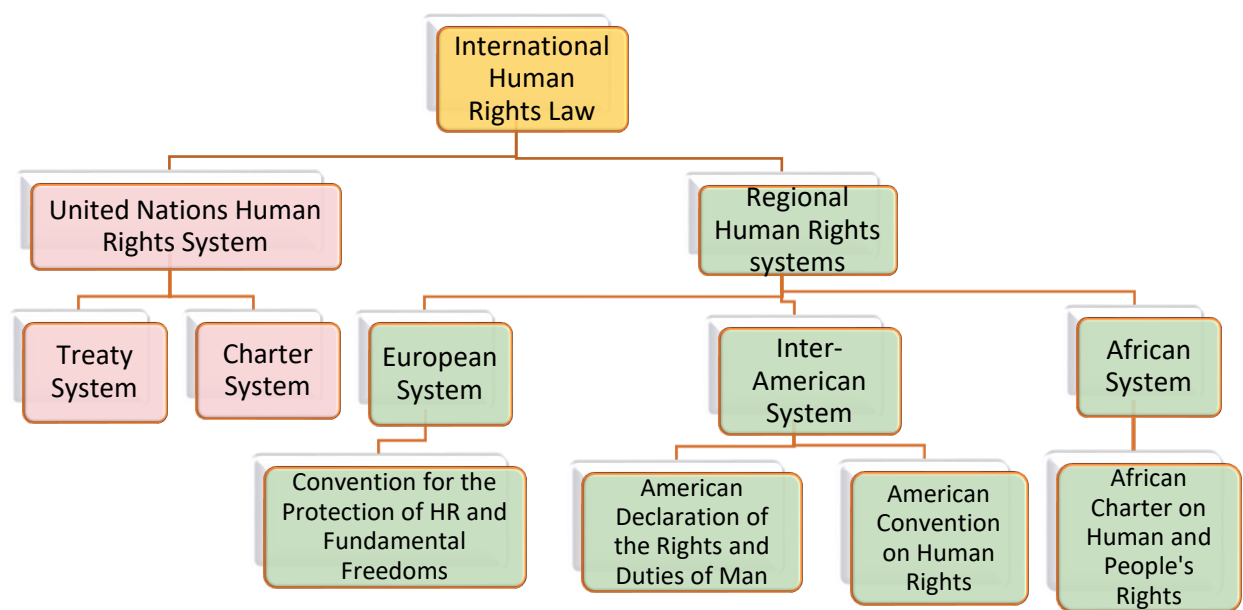 International
Human
Rights Law
United Nations Human
Rights System
Regional
Human Rights
systems
Treaty
System
Charter
System
European
System
Inter-
American
System
African
System
Convention for the
Protection of HR and
Fundamental
Freedoms
American
Declaration of
the Rights and
Duties of Man
American
Convention
on Human
Rights
African
Charter on
Human and
People's
Rights